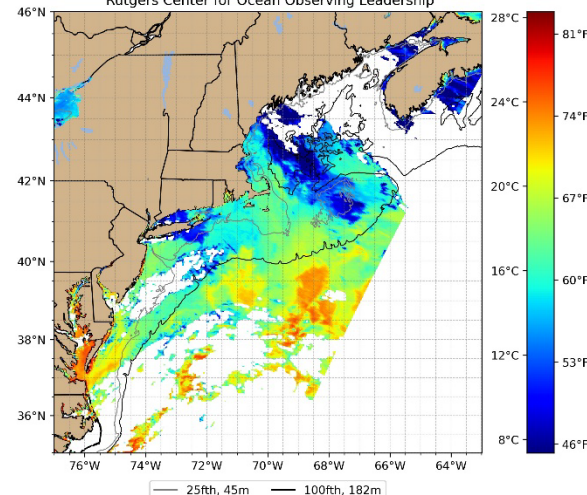 Rutgers Center for Ocean Observing Leadership
46°N
44°N
42°N
40°N
38°N
36°N
76°W 74°W 72°W 70°W 68°W 66°W 64°W
28°C
24°C
20°C
16°C
12°C
8°C
81°F
74°F
67°F
60°F
53°F
46°F
25fth, 45m 100fth, 182m